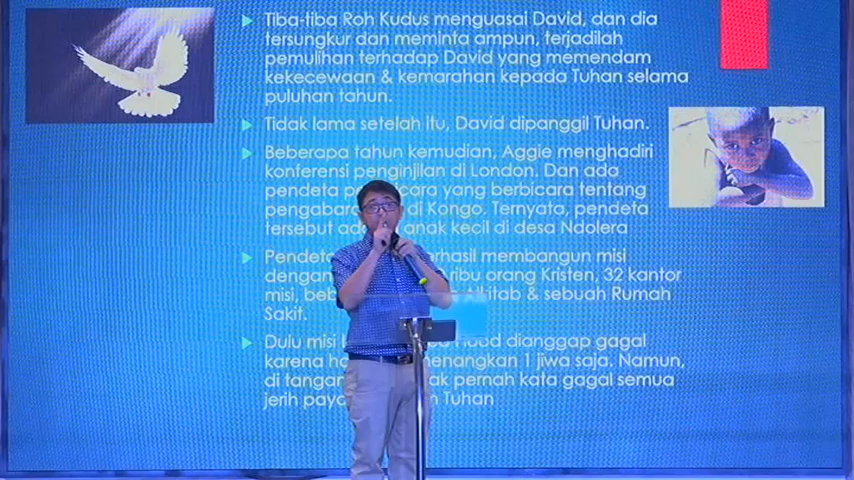 Tiba-tiba Roh Kudus menguasai David, dan dia
tersungkur dan meminta ampun, terjadilah
pemulihan terhadap David yang memendam
kekecewaan & kemarahan kepada Tuhan selama
puluhan tahun.
Tidak lama setelah itu, David dipanggil Tuhan.
Beberapa tahun kemudian, Aggie menghadiri
konferensi penginjilan di London. Dan ada
pendeta cara yang berbicara tentang
pengaba di Kongo. Ternyata, pendeta
tersebut anak kecil di desa Ndolera
Pendeta erhasil membangun misi
dengan ribu orang Kristen, 32 kantor
misi, Alkitab & sebuah Rumah
Sakit.
Dulu misi dianggap gagal
karena menangkan 1 jiwa saja. Namun,
di tangan pernah kata gagal semua
jerih Tuhan